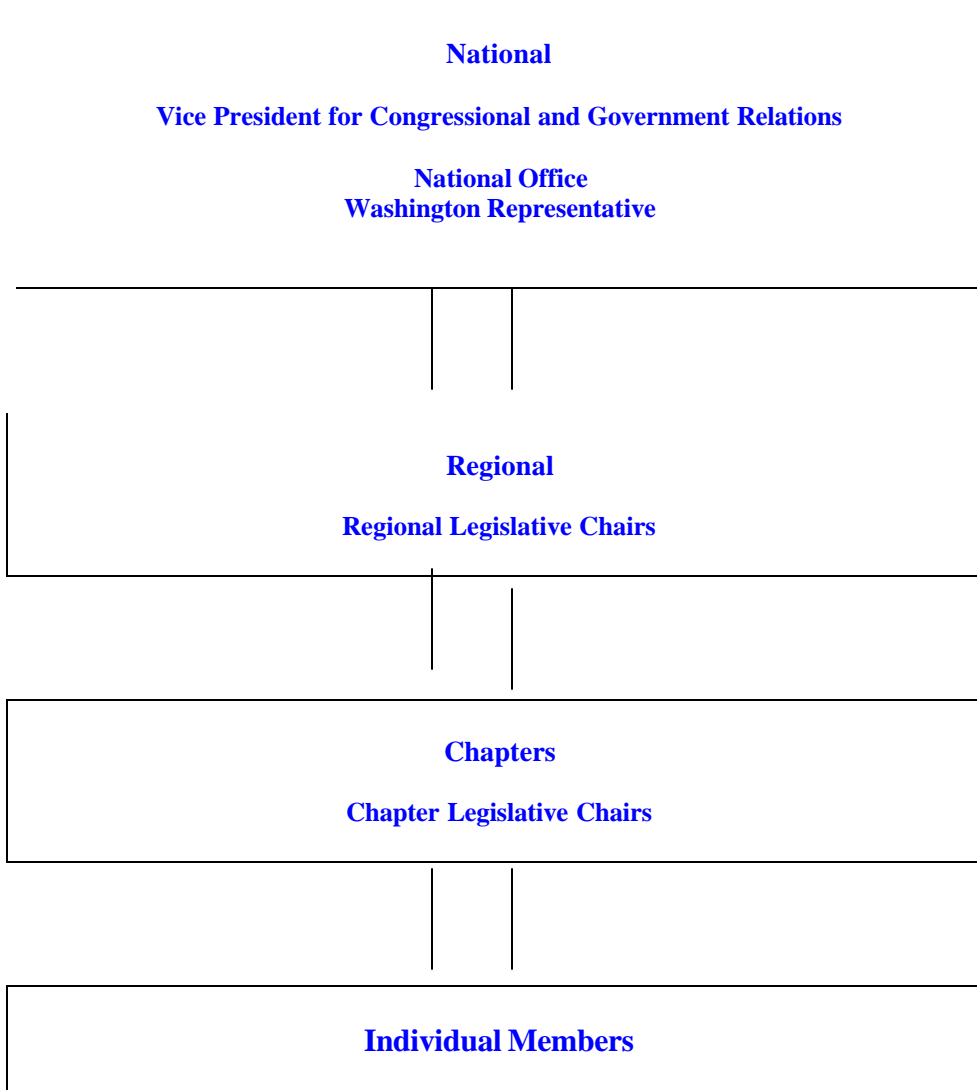 National
Vice President for Congressional and Government Relations
National Office
Washington Representative
Regional
Regional Legislative Chairs
Chapters
Chapter Legislative Chairs
Individual Members